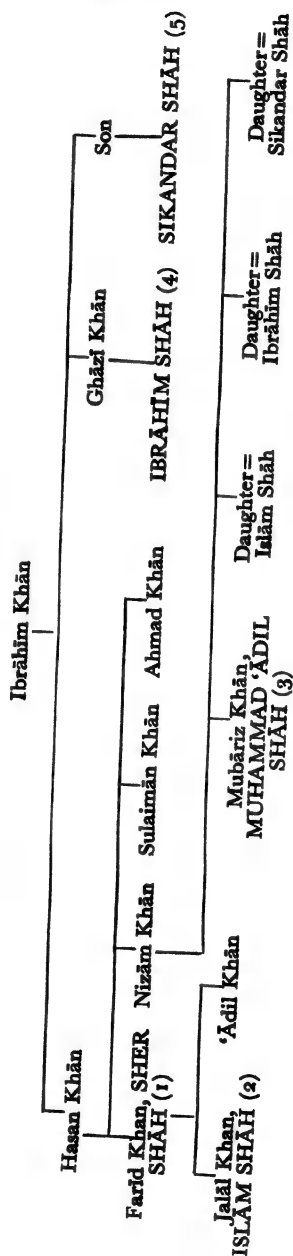 Ibrāhīm Khān
Hasan Khān
Ghāzī Khān
Son
Farīd Khan, SHER
SHĀH (1)
Nizām Khān
Sulaimān Khān
Ahmad Khān
IBRĀHĪM SHĀH (4)
SIKANDAR SHĀH (5)
Jalāl Khan,
ISLĀM SHĀH (2)
‘Ādil Khān
Mubāriz Khān,
MUHAMMAD ‘ĀDIL
SHĀH (3)
Daughter=
Islām Shāh
Daughter=
Ibrāhīm Shāh
Daughter=
Sikandar Shāh